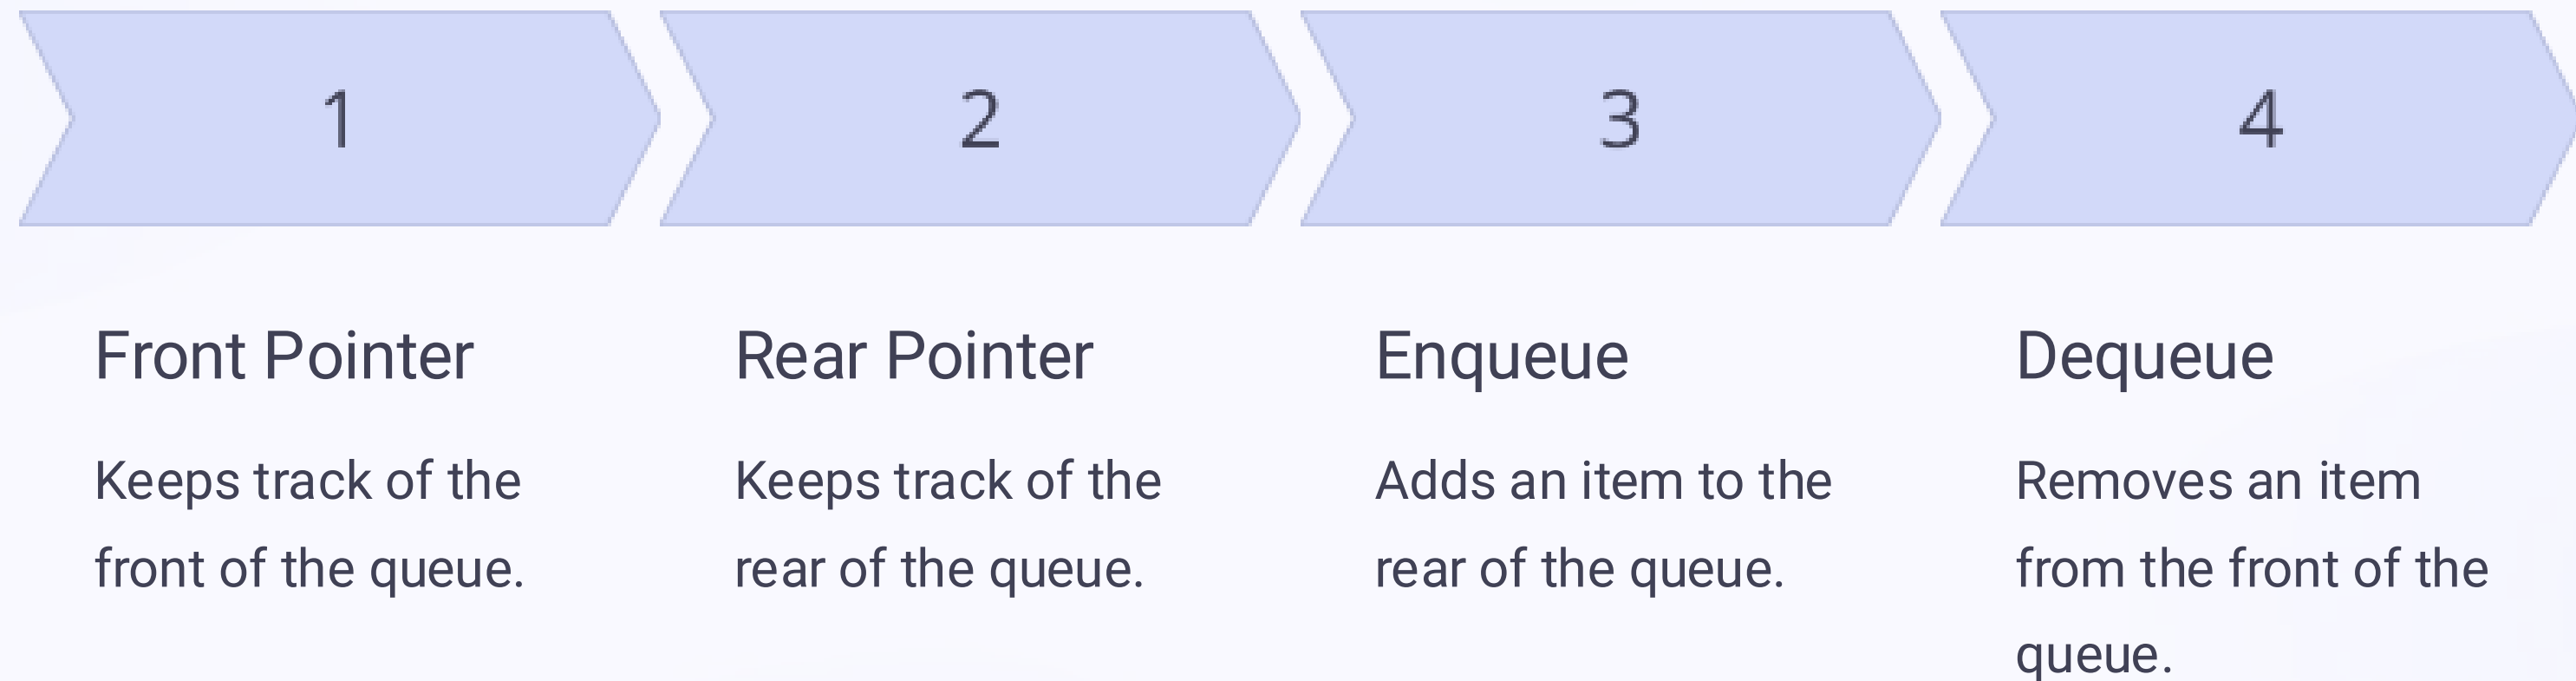 1
2
3
4
Front Pointer
Keeps track of the
front of the queue.
Rear Pointer
Keeps track of the
rear of the queue.
Enqueue
Adds an item to the
rear of the queue.
Dequeue
Removes an item
from the front of the
queue.